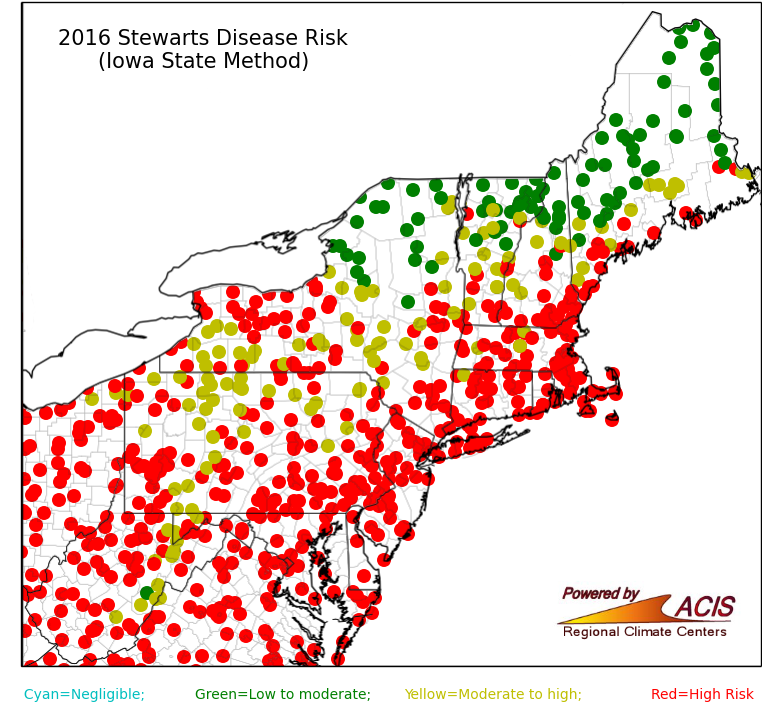 2016 Stewarts Disease Risk
(Iowa State Method)
Powered by
ACIS
Regional Climate Centers
Cyan=Negligible; Green=Low to moderate; Yellow=Moderate to high; Red=High Risk